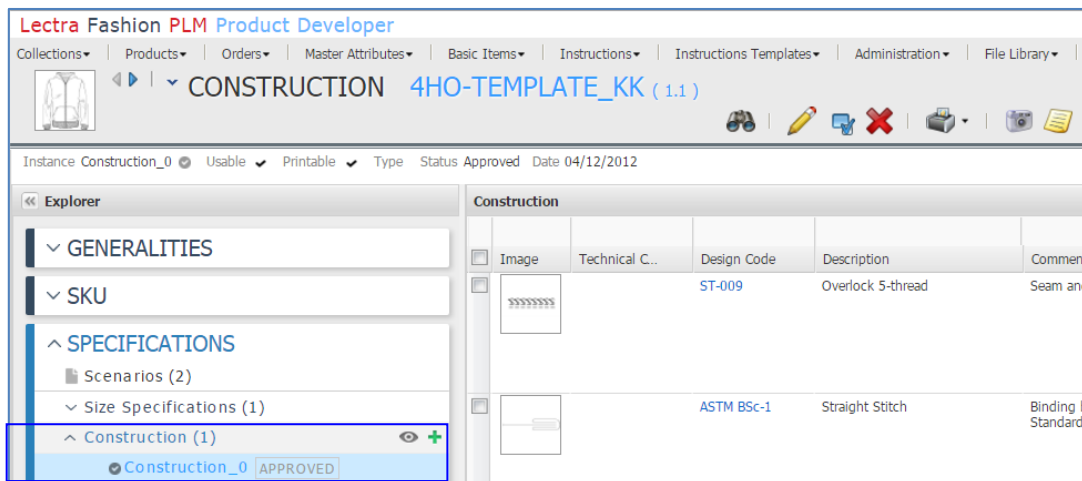 Lectra Fashion PLM Product Developer
Collections Products Orders Master Attributes Basic Items Instructions Instructions Templates Administration File Library
CONSTRUCTION 4HO-TEMPLATE_KK ( 1.1 )
Instance Construction_0 Usable Printable Type Status Approved Date 04/12/2012
Explorer
Construction
GENERALITIES
Image Technical C... Design Code Description Commen
SKU
ST-009 Overlock 5-thread Seam an
SPECIFICATIONS
Scenarios (2)
Size Specifications (1)
ASTM BSc-1 Straight Stitch Binding
Standard
Construction (1)
Construction_0 APPROVED